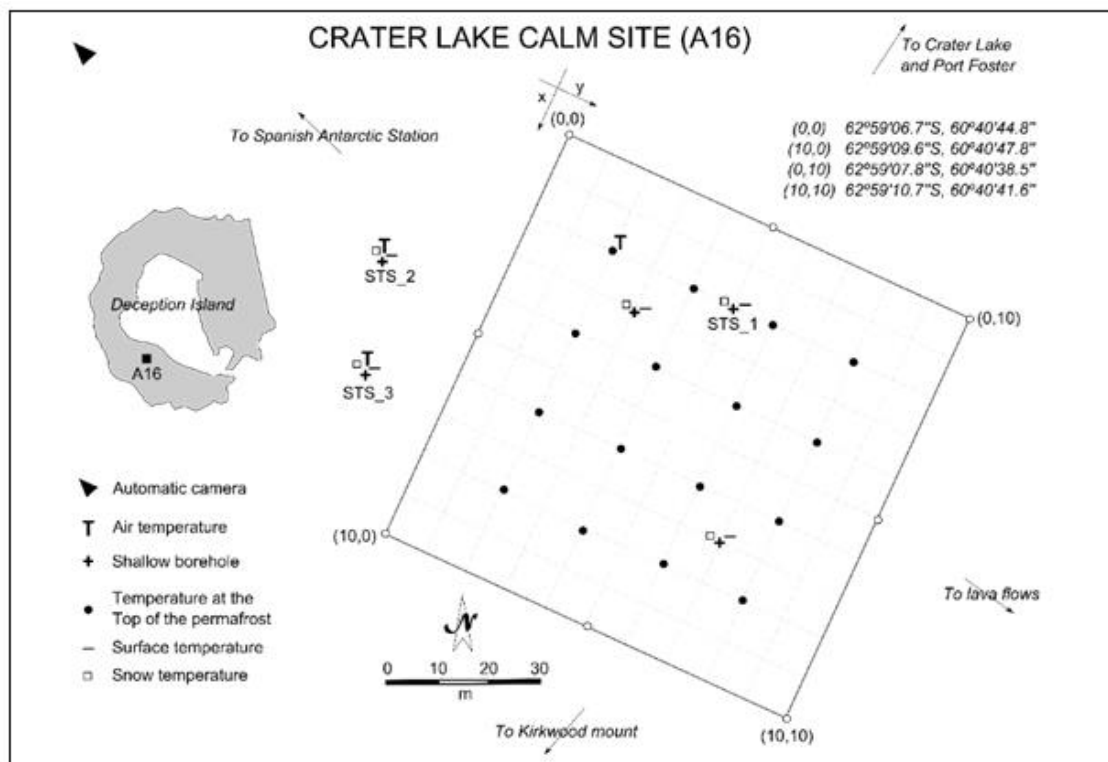 CRATER LAKE CALM SITE (A16)
To Crater Lake
and Port Foster
x
y
(0,0)
To Spanish Antarctic Station
(0,0) 62º59'06.7"S, 60º40'44.8"
(10,0) 62º59'09.6"S, 60º40'47.8"
(0,10) 62º59'07.8"S, 60º40'38.5"
(10,10) 62º59'10.7"S, 60º40'41.6"
T
T
STS_2
Deception Island
STS_1
(0,10)
A16
T
STS_3
Automatic camera
T Air temperature
Shallow borehole
(10,0)
Temperature at the
Top of the permafrost
Surface temperature
Snow temperature
To lava flows
N
0 10 20 30
m
To Kirkwood mount
(10,10)